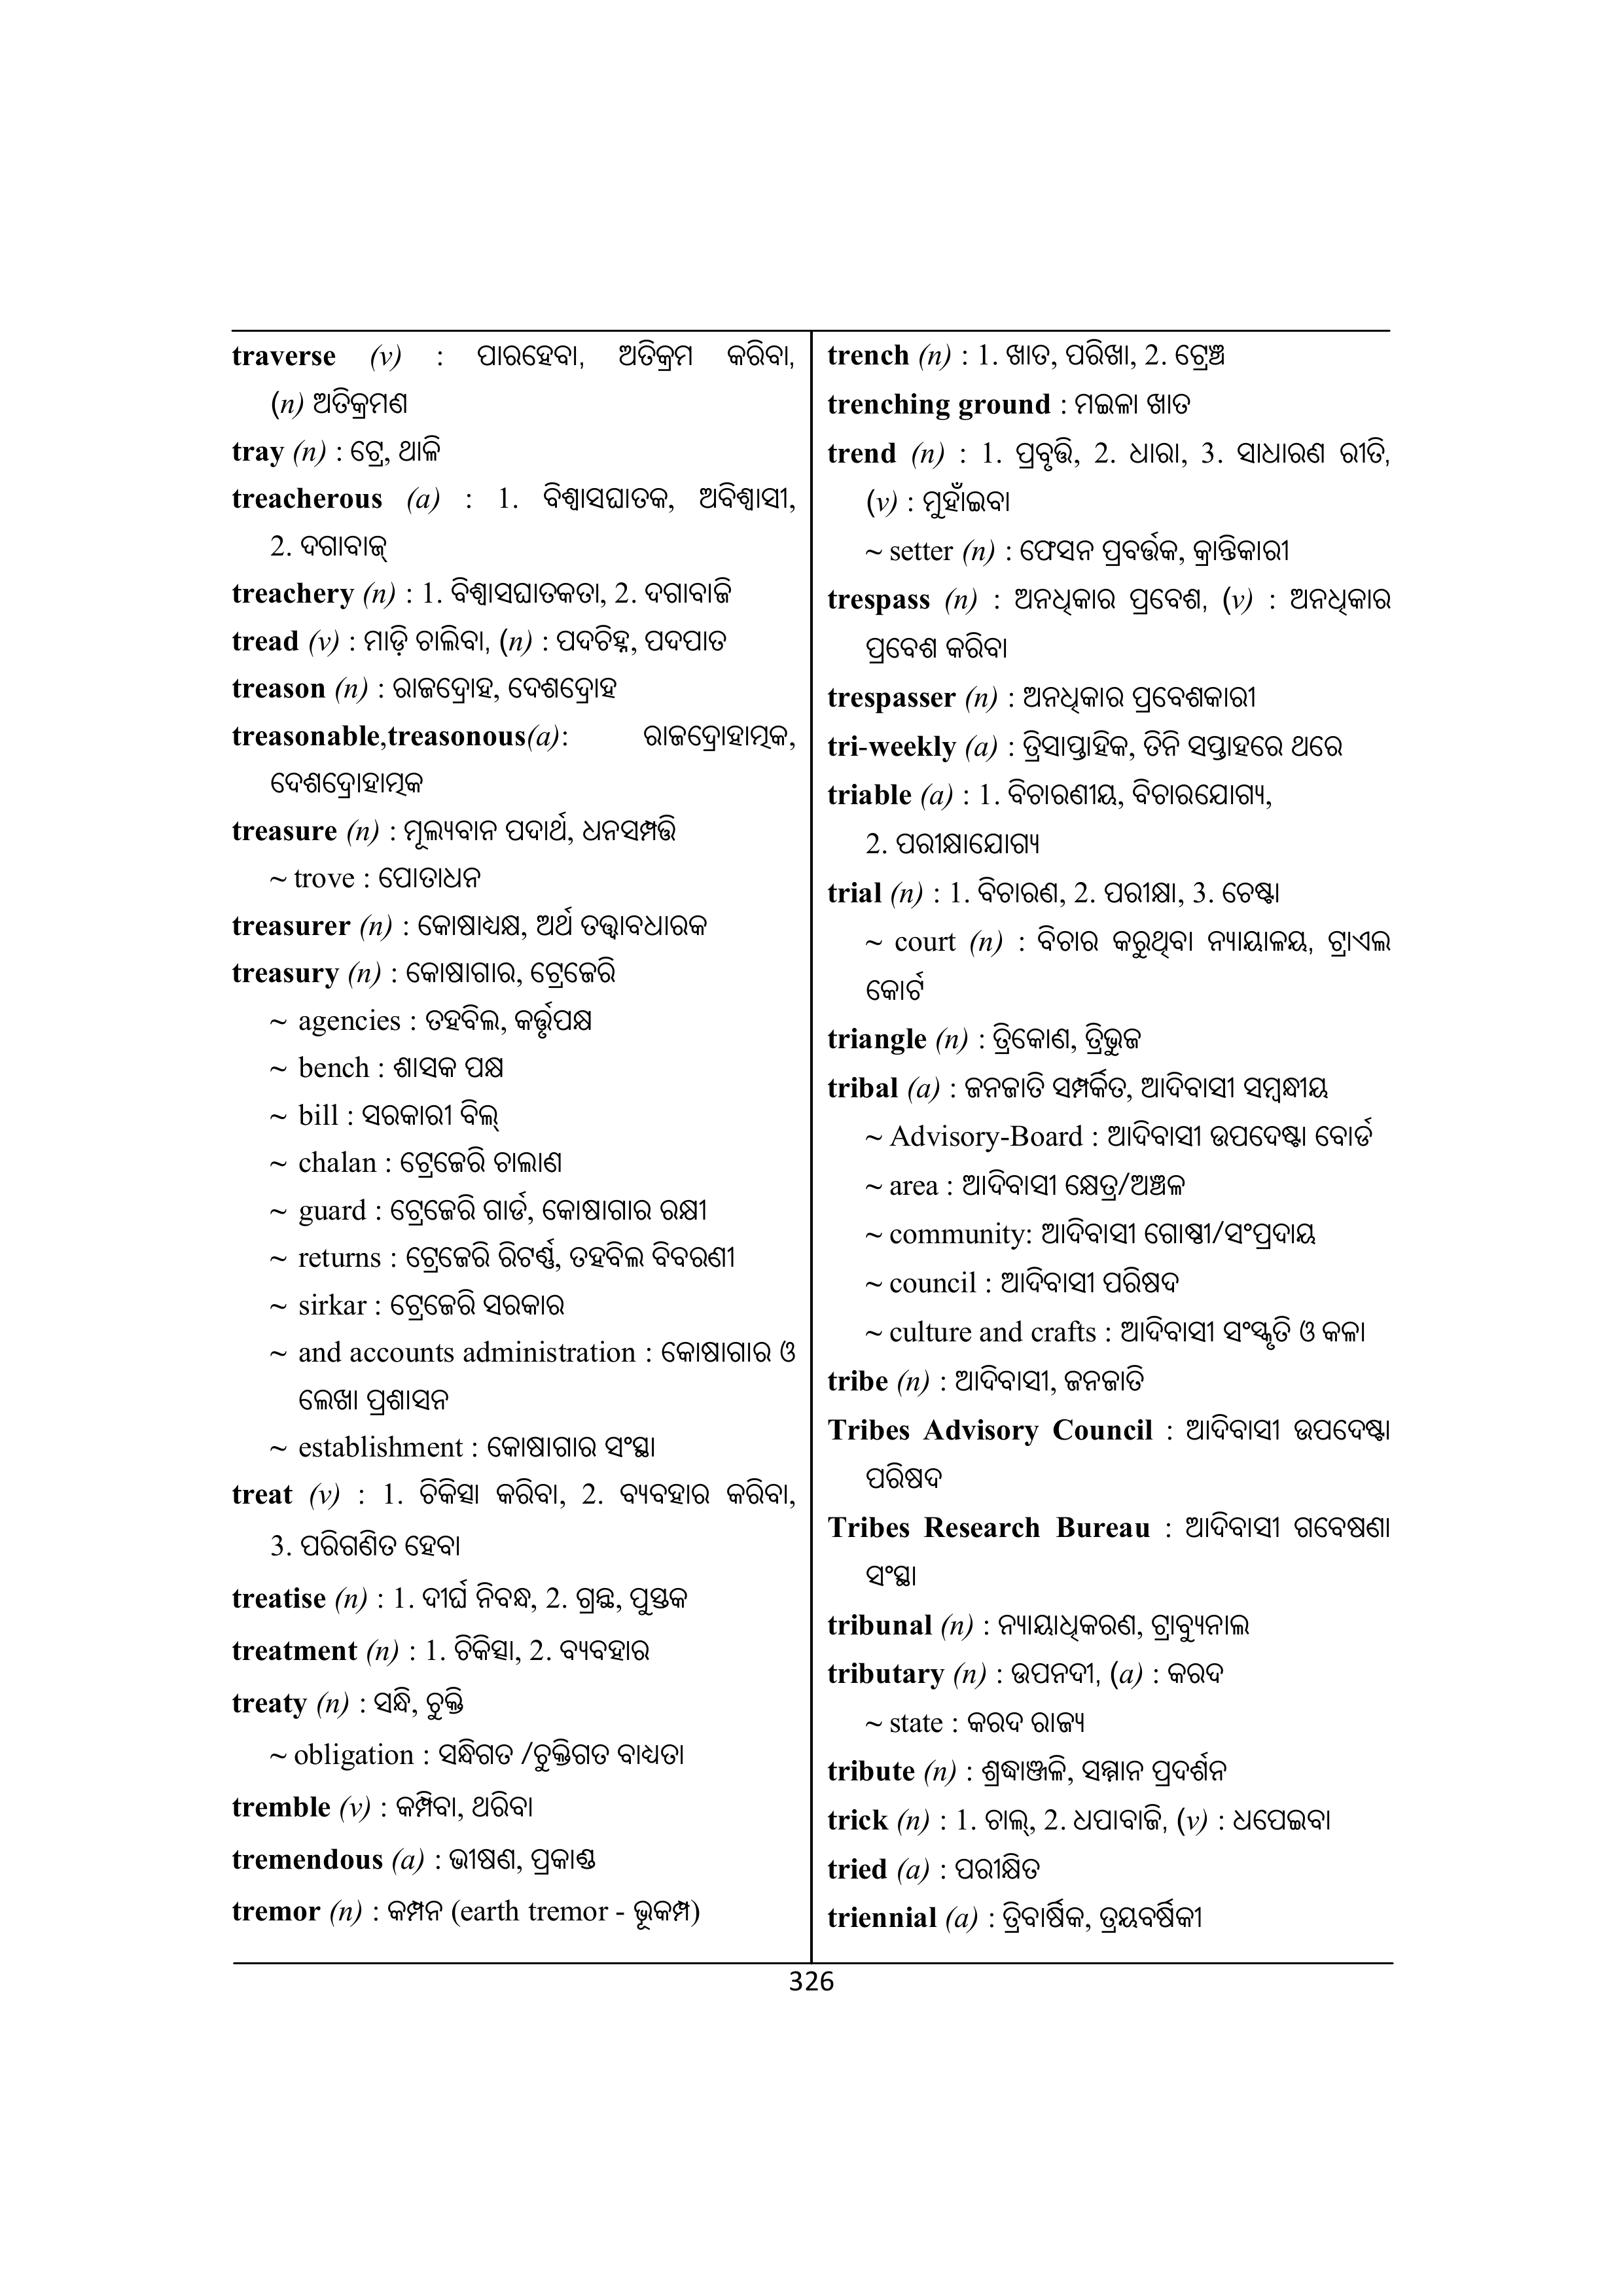 traverse (v) : ପାରହେବା, ଅତିକ୍ରମ କରିବା,
(n) ଅତିକ୍ରମଣ
tray (n) : ଟ୍ରେ, ଥାଳି
treacherous (a) : 1. ବିଶ୍ୱାସଘାତକ, ଅବିଶ୍ୱାସୀ,
2. ଦଗାବାଜ୍
treachery (n) : 1. ବିଶ୍ୱାସଘାତକତା, 2. ଦଗାବାଜି
tread (v) : ମାଡ଼ି ଚାଲିବା, (n) : ପଦଚିହ୍ନ, ପଦପାତ
treason (n) : ରାଜଦ୍ରୋହ, ଦେଶଦ୍ରୋହ
treasonable,treasonous(a): ରାଜଦ୍ରୋହାତ୍ମକ,
ଦେଶଦ୍ରୋହାତ୍ମକ
treasure (n) : ମୂଲ୍ୟବାନ ପଦାର୍ଥ, ଧନସମ୍ପତ୍ତି
~ trove : ପୋତାଧନ
treasurer (n) : କୋଷାଧ୍ୟକ୍ଷ, ଅର୍ଥ ତତ୍ତ୍ୱାବଧାରକ
treasury (n) : କୋଷାଗାର, ଟ୍ରେଜେରି
~ agencies : ତହବିଲ, କର୍ତ୍ତୃପକ୍ଷ
~ bench : ଶାସକ ପକ୍ଷ
~ bill : ସରକାରୀ ବିଲ୍
~ chalan : ଟ୍ରେଜେରି ଚାଲାଣ
~ guard : ଟ୍ରେଜେରି ଗାର୍ଡ, କୋଷାଗାର ରକ୍ଷୀ
~ returns : ଟ୍ରେଜେରି ରିଟର୍ଣ୍ଣ, ତହବିଲ ବିବରଣୀ
~ sirkar : ଟ୍ରେଜେରି ସରକାର
~ and accounts administration : କୋଷାଗାର ଓ
ଲେଖା ପ୍ରଶାସନ
~ establishment : କୋଷାଗାର ସଂସ୍ଥା
treat (v) : 1. ଚିକିତ୍ସା କରିବା, 2. ବ୍ୟବହାର କରିବା,
3. ପରିଗଣିତ ହେବା
treatise (n) : 1. ଦୀର୍ଘ ନିବନ୍ଧ, 2. ଗ୍ରନ୍ଥ, ପୁସ୍ତକ
treatment (n) : 1. ଚିକିତ୍ସା, 2. ବ୍ୟବହାର
treaty (n) : ସନ୍ଧି, ଚୁକ୍ତି
~ obligation : ସନ୍ଧିଗତ /ଚୁକ୍ତିଗତ ବାଧ୍ୟତା
tremble (v) : କମ୍ପିବା, ଥରିବା
tremendous (a) : ଭୀଷଣ, ପ୍ରକାଣ୍ଡ
tremor (n) : କମ୍ପନ (earth tremor - ଭୂକମ୍ପ)
trench (n) : 1. ଖାତ, ପରିଖା, 2. ଟ୍ରେଞ୍ଚ
trenching ground : ମଇଳା ଖାତ
trend (n) : 1. ପ୍ରବୃତ୍ତି, 2. ଧାରା, 3. ସାଧାରଣ ରୀତି,
(v) : ମୁହାଁଇବା
~ setter (n) : ଫେସନ ପ୍ରବର୍ତ୍ତକ, କ୍ରାନ୍ତିକାରୀ
trespass (n) : ଅନଧିକାର ପ୍ରବେଶ, (v) : ଅନଧିକାର
ପ୍ରବେଶ କରିବା
trespasser (n) : ଅନଧିକାର ପ୍ରବେଶକାରୀ
tri-weekly (a) : ତ୍ରିସାପ୍ତାହିକ, ତିନି ସପ୍ତାହରେ ଥରେ
triable (a) : 1. ବିଚାରଣୀୟ, ବିଚାରଯୋଗ୍ୟ,
2. ପରୀକ୍ଷାଯୋଗ୍ୟ
trial (n) : 1. ବିଚାରଣ, 2. ପରୀକ୍ଷା, 3. ଚେଷ୍ଟା
~ court (n) : ବିଚାର କରୁଥିବା ନ୍ୟାୟାଳୟ, ଟ୍ରାଏଲ
କୋର୍ଟ
triangle (n) : ତ୍ରିକୋଣ, ତ୍ରିଭୁଜ
tribal (a) : ଜନଜାତି ସମ୍ପର୍କିତ, ଆଦିବାସୀ ସମ୍ବନ୍ଧୀୟ
~ Advisory-Board : ଆଦିବାସୀ ଉପଦେଷ୍ଟା ବୋର୍ଡ
~ area : ଆଦିବାସୀ କ୍ଷେତ୍ର/ଅଞ୍ଚଳ
~ community: ଆଦିବାସୀ ଗୋଷ୍ଠୀ/ସଂପ୍ରଦାୟ
~ council : ଆଦିବାସୀ ପରିଷଦ
~ culture and crafts : ଆଦିବାସୀ ସଂସ୍କୃତି ଓ କଳା
tribe (n) : ଆଦିବାସୀ, ଜନଜାତି
Tribes Advisory Council : ଆଦିବାସୀ ଉପଦେଷ୍ଟା
ପରିଷଦ
Tribes Research Bureau : ଆଦିବାସୀ ଗବେଷଣା
ସଂସ୍ଥା
tribunal (n) : ନ୍ୟାୟାଧିକରଣ, ଟ୍ରାବ୍ୟୁନାଲ
tributary (n) : ଉପନଦୀ, (a) : କରଦ
~ state : କରଦ ରାଜ୍ୟ
tribute (n) : ଶ୍ରଦ୍ଧାଞ୍ଜଳି, ସମ୍ମାନ ପ୍ରଦର୍ଶନ
trick (n) : 1. ଚାଲ୍, 2. ଧପାବାଜି, (v) : ଧପେଇବା
tried (a) : ପରୀକ୍ଷିତ
triennial (a) : ତ୍ରିବାର୍ଷିକ, ତ୍ରୟବର୍ଷିକୀ
326